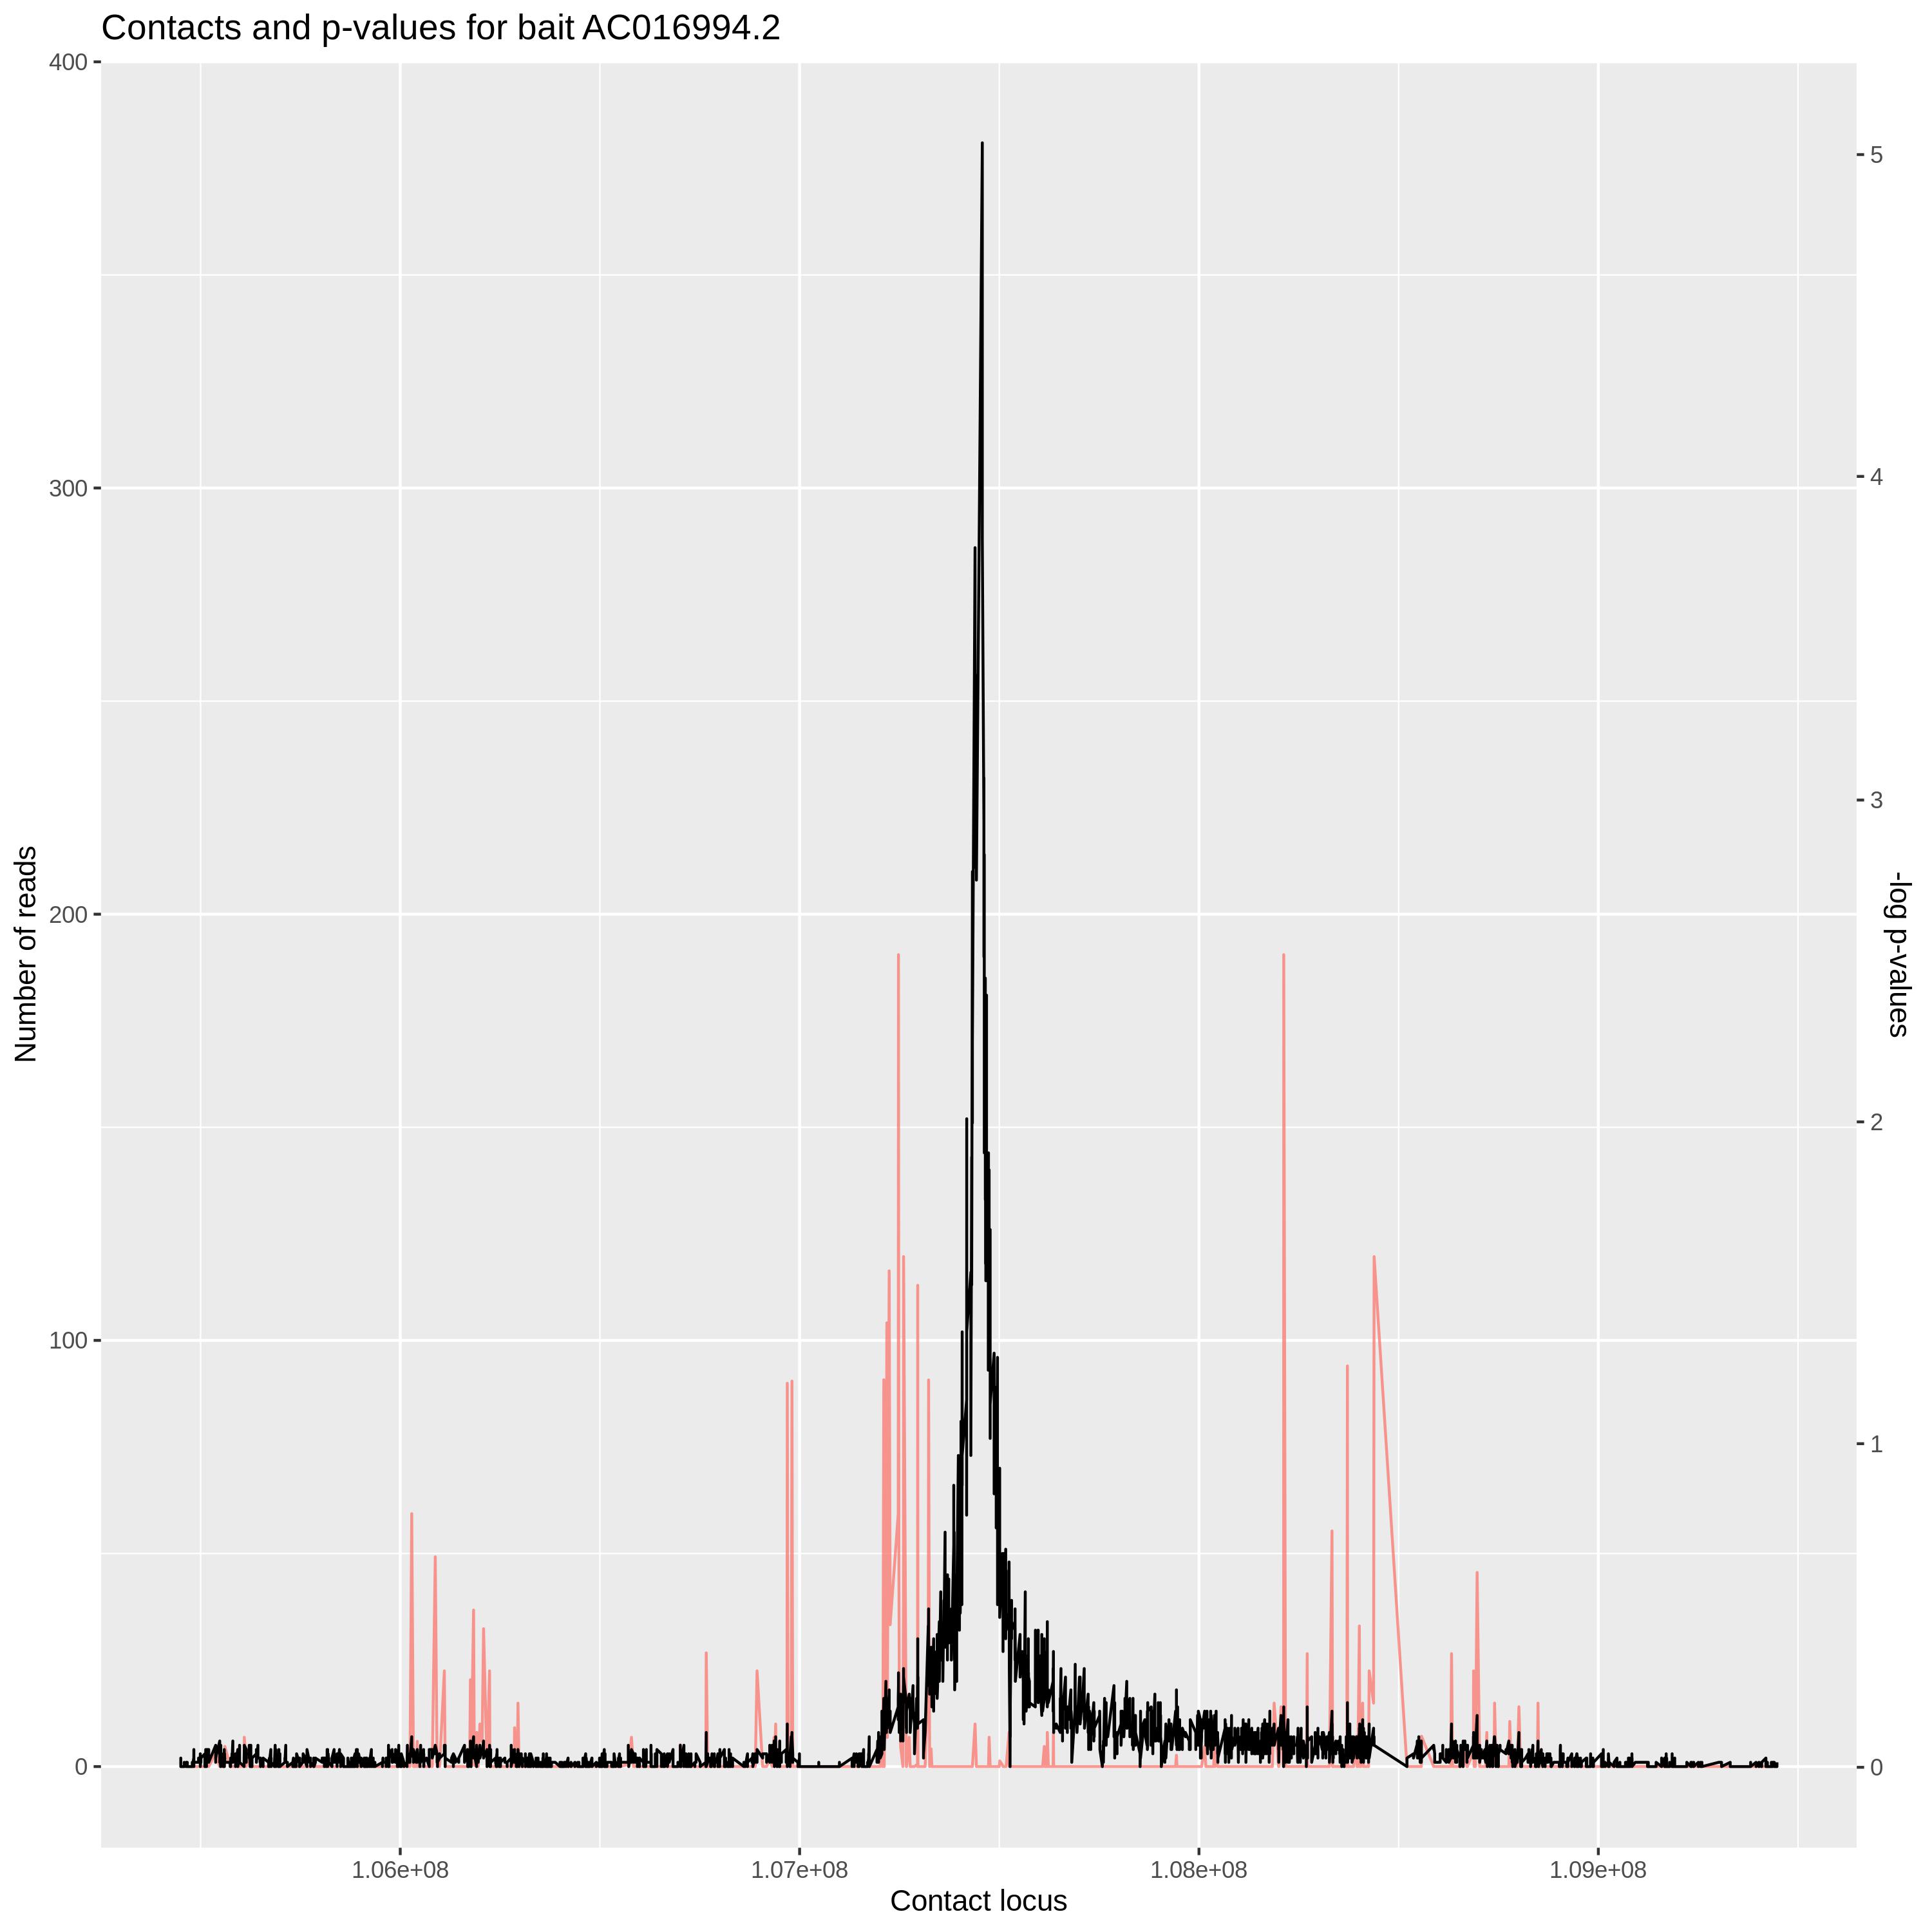 Contacts and p-values for bait AC016994.2
400
300
200
100
0
Number of reads
5
4
3
2
1
0
-log p-values
1.06e+08 1.07e+08 1.08e+08 1.09e+08
Contact locus